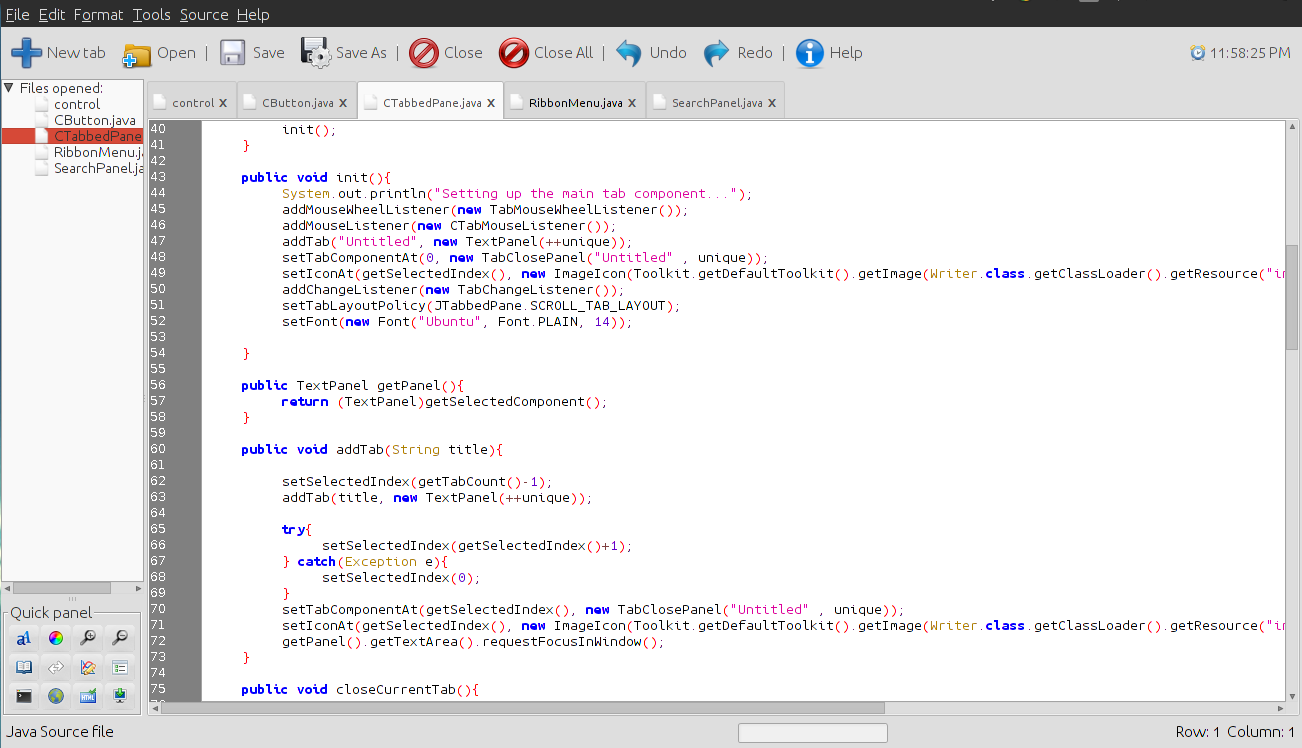 File Edit Format Tools Source Help
New tab Open | Save Save As | Close Close All | Undo Redo | Help 11:58:25 PM
Files opened:
control
CButton.java
CTabbedPane
RibbonMenu.j
SearchPanel.ja
control x CButton.java x CTabbedPane.java x RibbonMenu.java x SearchPanel.java x
40 init();
41 }
42
43 public void init(){
44 System.out.println("Setting up the main tab component...");
45 addMouseWheelListener(new TabMouseWheelListener());
46 addMouseListener(new CTabMouseListener());
47 addTab("Untitled", new TextPanel(++unique));
48 setTabComponentAt(0, new TabClosePanel("Untitled" , unique));
49 setIconAt(getSelectedIndex(), new ImageIcon(Toolkit.getDefaultToolkit().getImage(Writer.class.getClassLoader().getResource("i
50 addChangeListener(new TabChangeListener());
51 setTabLayoutPolicy(JTabbedPane.SCROLL_TAB_LAYOUT);
52 setFont(new Font("Ubuntu", Font.PLAIN, 14));
53
54 }
55
56 public TextPanel getPanel(){
57 return (TextPanel)getSelectedComponent();
58 }
59
60 public void addTab(String title){
61
62 setSelectedIndex(getTabCount()-1);
63 addTab(title, new TextPanel(++unique));
64
65 try{
66 setSelectedIndex(getSelectedIndex()+1);
67 } catch(Exception e){
68 setSelectedIndex(0);
69 }
70 setTabComponentAt(getSelectedIndex(), new TabClosePanel("Untitled" , unique));
71 setIconAt(getSelectedIndex(), new ImageIcon(Toolkit.getDefaultToolkit().getImage(Writer.class.getClassLoader().getResource("i
72 getPanel().getTextArea().requestFocusInWindow();
73 }
74
75 public void closeCurrentTab(){
Quick panel
Java Source file
Row: 1 Column: 1